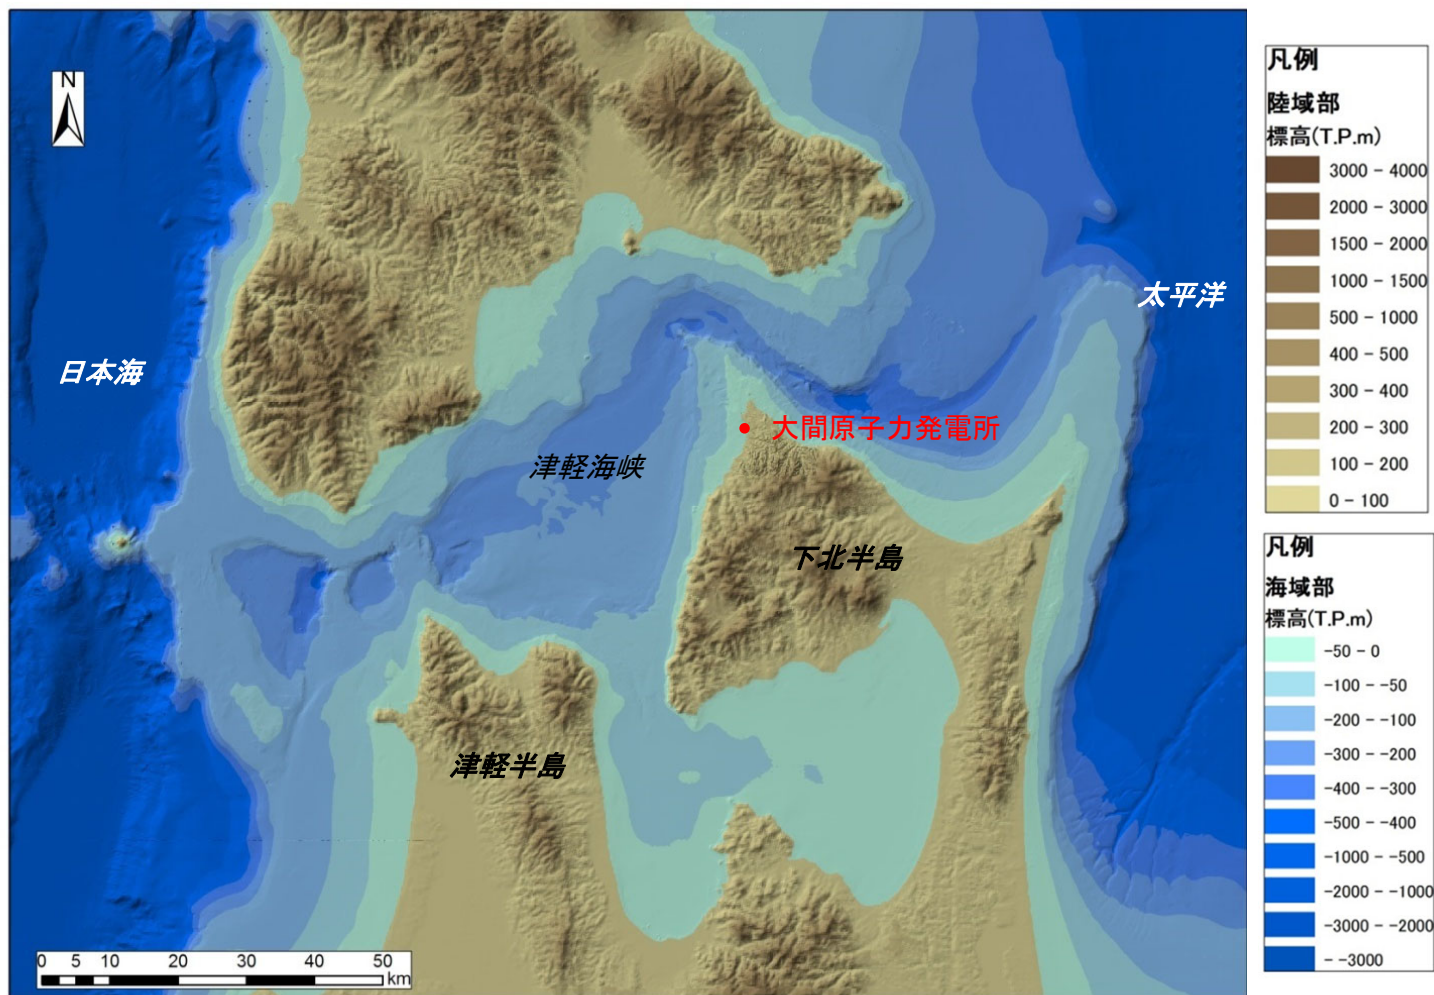 N
日本海
太平洋
大間原子力発電所
津軽海峡
下北半島
津軽半島
0 5 10 20 30 40 50
km
凡例
陸域部
標高(T.P.m)
3000 - 4000
2000 - 3000
1500 - 2000
1000 - 1500
500 - 1000
400 - 500
300 - 400
200 - 300
100 - 200
0 - 100
凡例
海域部
標高(T.P.m)
-50 - 0
-100 - -50
-200 - -100
-300 - -200
-400 - -300
-500 - -400
-1000 - -500
-2000 - -1000
-3000 - -2000
- -3000